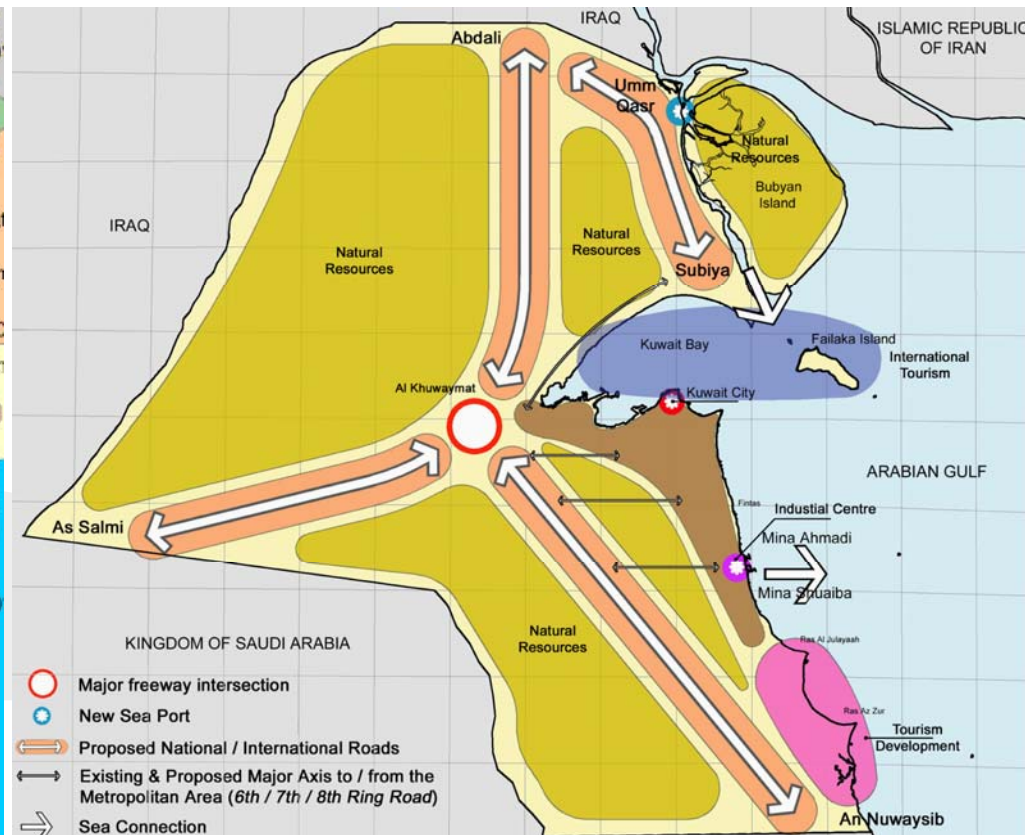 IRAQ
ISLAMIC REPUBLIC
OF IRAN
Abdali
Umm
Qasr
Natural
Resources
Bubyan
Island
IRAQ
Natural
Resources
Natural
Resources
Subiya
Kuwait Bay
Failaka Island
International
Tourism
Al Khuwaymat
Kuwait City
ARABIAN GULF
As Salmi
Fintas
Industial Centre
Mina Ahmadi
Mina Shuaiba
Natural
Resources
KINGDOM OF SAUDI ARABIA
Ras Al Julayaah
Ras Az Zur
Tourism
Development
An Nuwaysib
Major freeway intersection
New Sea Port
Proposed National / International Roads
Existing & Proposed Major Axis to / from the
Metropolitan Area (6th / 7th / 8th Ring Road)
Sea Connection